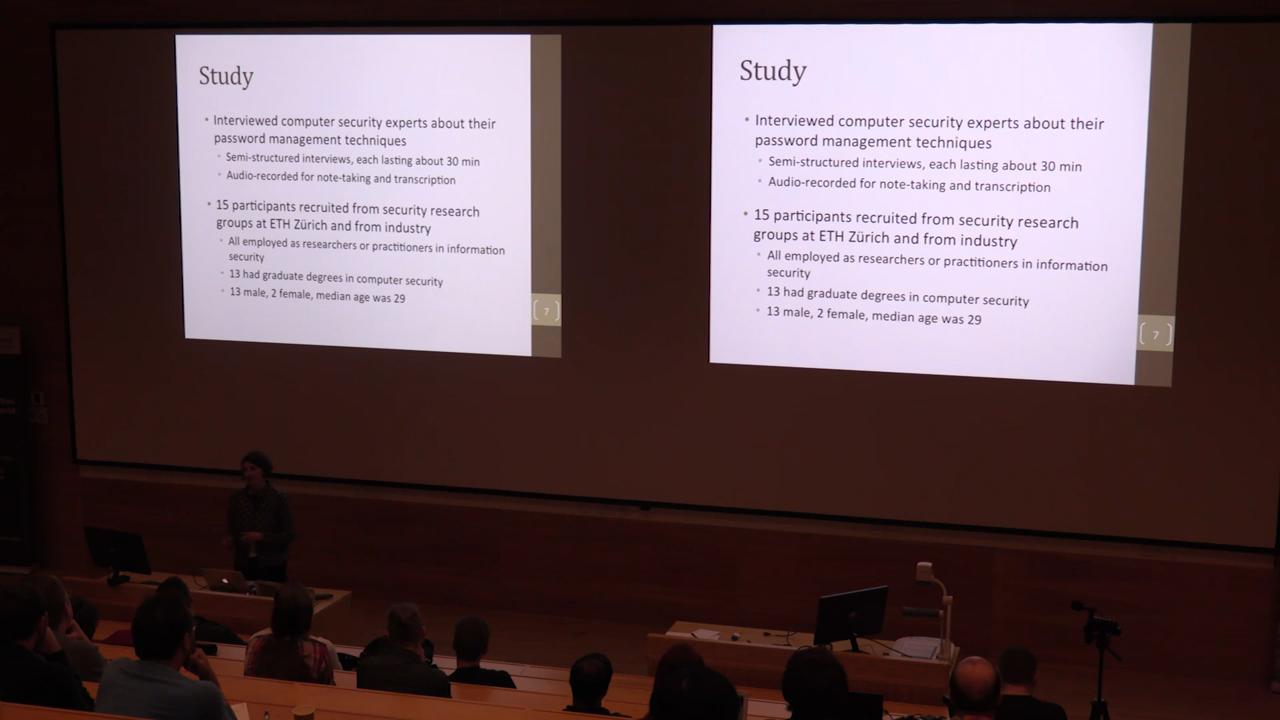 Study
• Interviewed computer security experts about their
password management techniques
• Semi-structured interviews, each lasting about 30 min
• Audio-recorded for note-taking and transcription
• 15 participants recruited from security research
groups at ETH Zürich and from industry
• All employed as researchers or practitioners in information
security
• 13 had graduate degrees in computer security
• 13 male, 2 female, median age was 29
7
Study
• Interviewed computer security experts about their
password management techniques
• Semi-structured interviews, each lasting about 30 min
• Audio-recorded for note-taking and transcription
• 15 participants recruited from security research
groups at ETH Zürich and from industry
• All employed as researchers or practitioners in information
security
• 13 had graduate degrees in computer security
• 13 male, 2 female, median age was 29
7